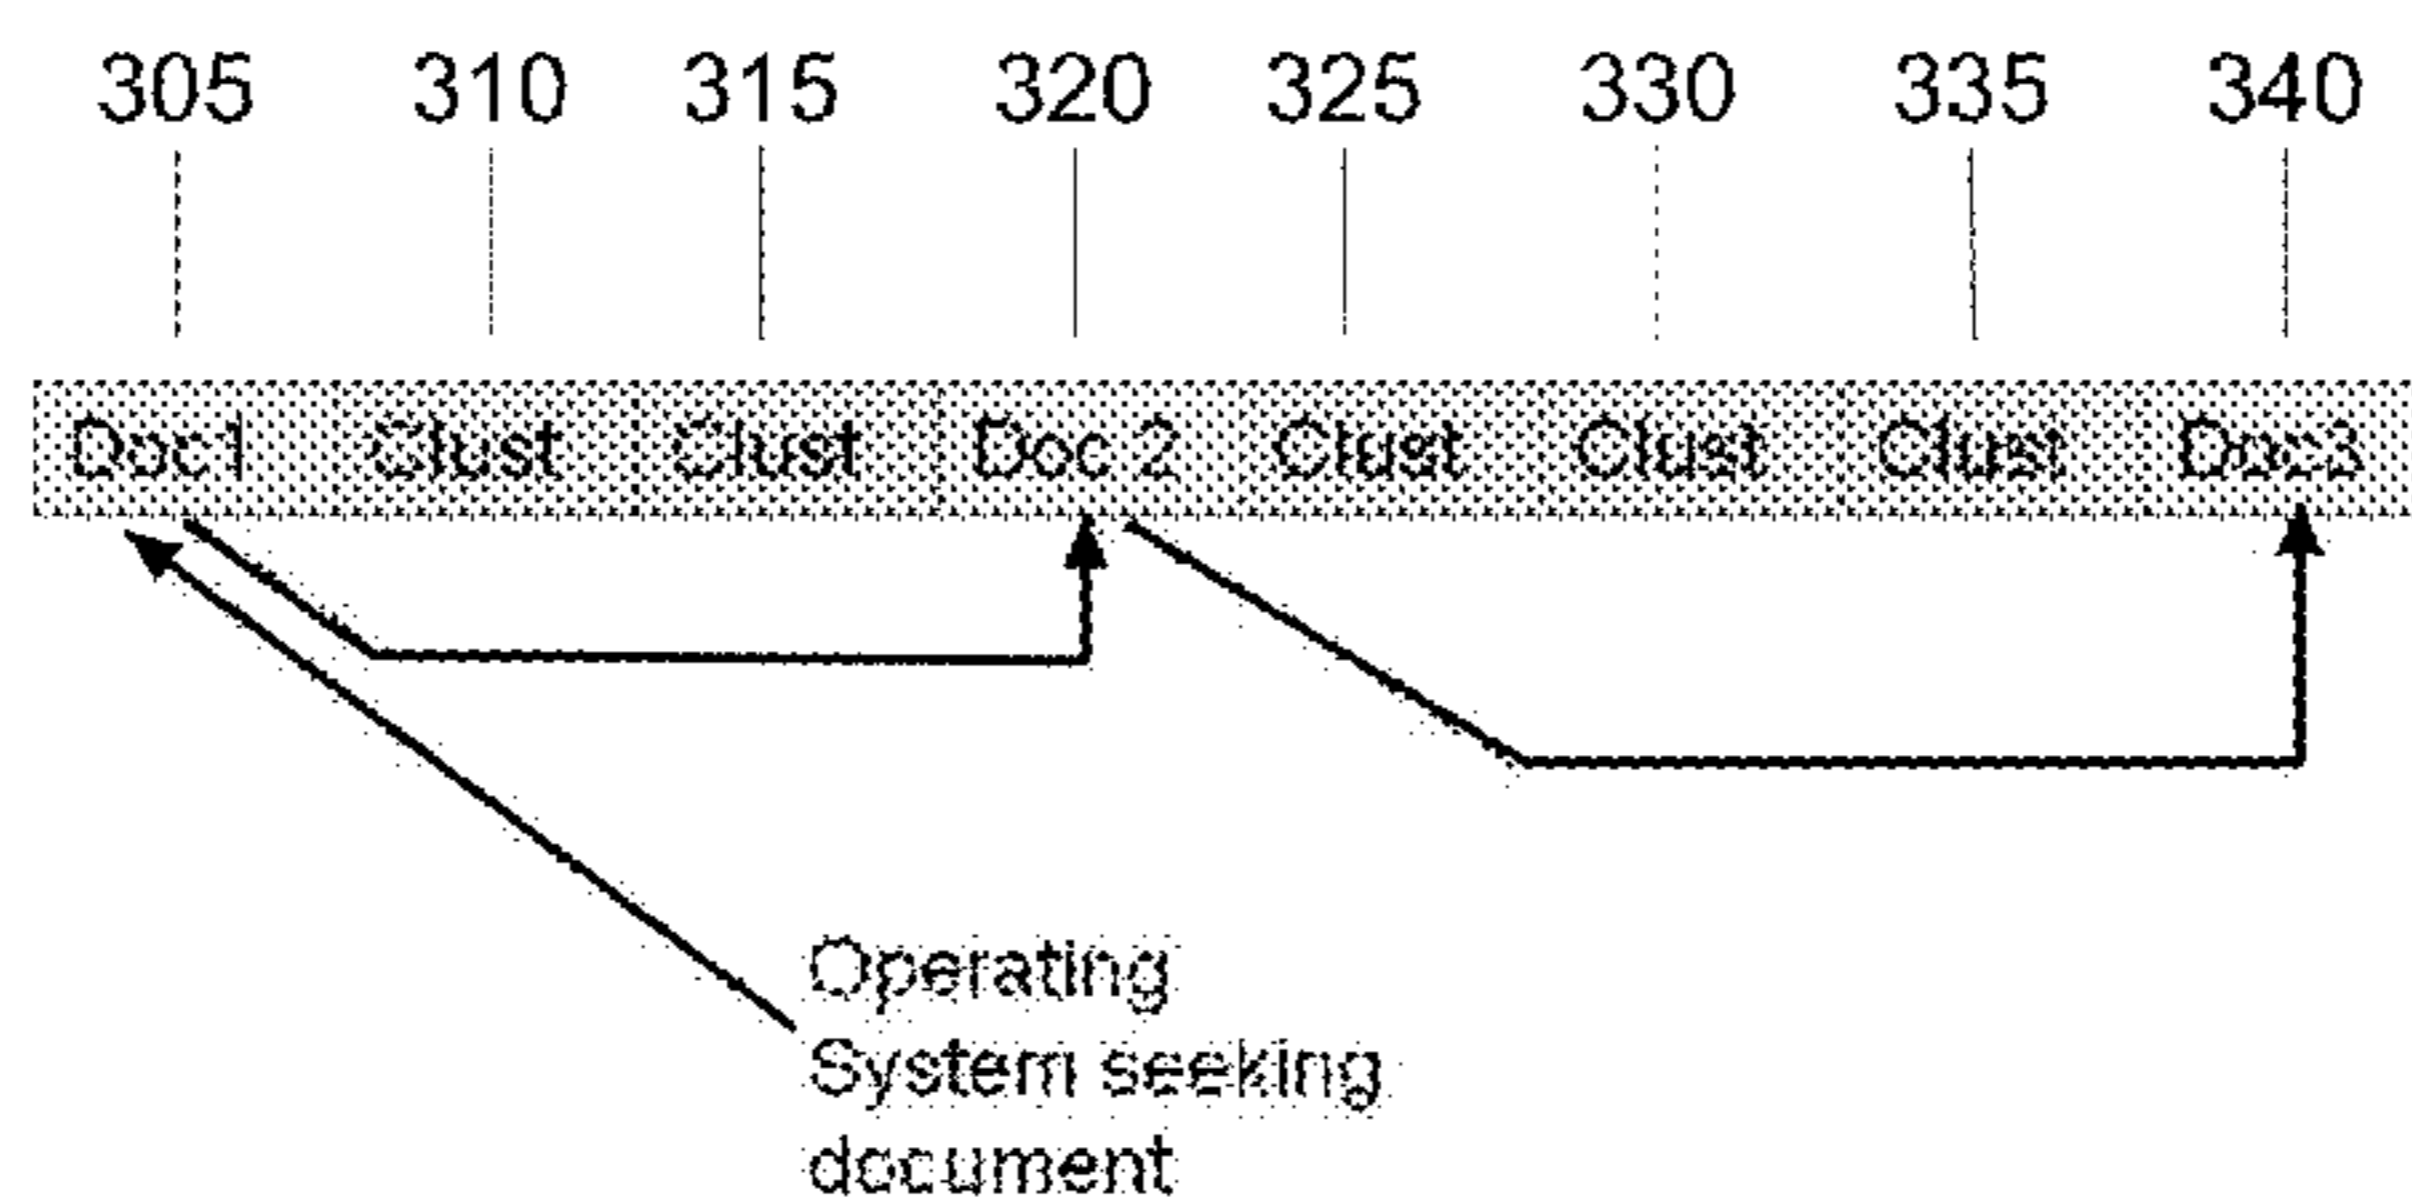 305 310 315 320 325 330 335 340
Doc1 Clust Clust Doc 2 Clust Clust Clust Doc3
Operating
System seeking
document